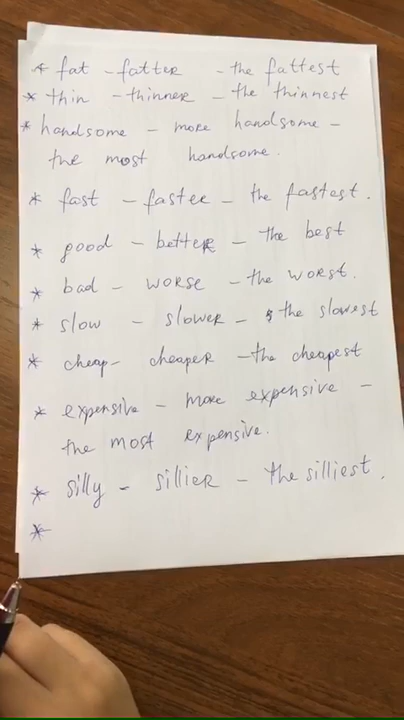 * fat - fatter - the fattest
* thin - thinner - the thinnest
* handsome - more handsome -
the most handsome.
* fast - faster - the fastest.
* good - better - the best
* bad - worse - the worst.
* slow - slower - the slowest
* cheap - cheaper - the cheapest
* expensive - more expensive -
the most expensive.
* silly - sillier - the silliest.
*